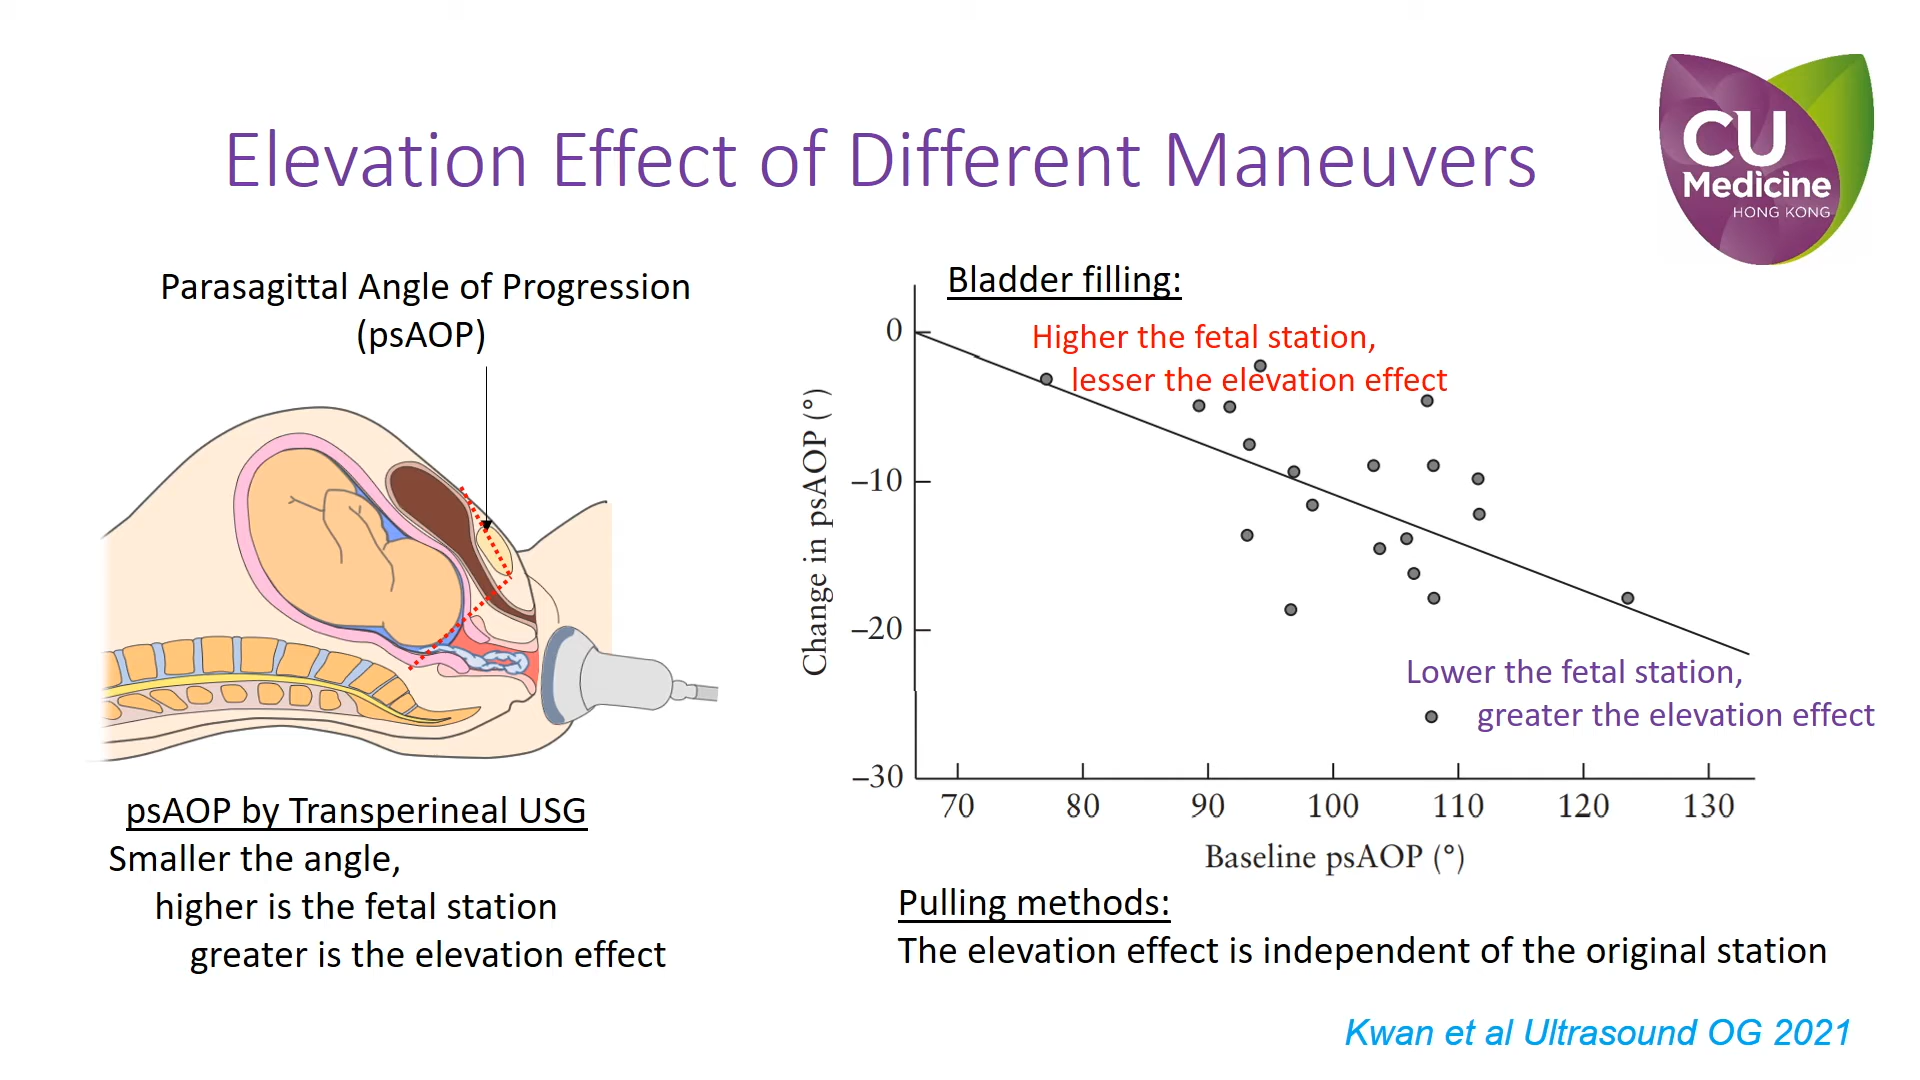 Elevation Effect of Different Maneuvers
CU
Medicine
HONG KONG
Parasagittal Angle of Progression
(psAOP)
psAOP by Transperineal USG
Smaller the angle,
higher is the fetal station
greater is the elevation effect
Bladder filling:
Higher the fetal station,
lesser the elevation effect
Lower the fetal station,
greater the elevation effect
Change in psAOP (°)
0
–10
–20
–30
70 80 90 100 110 120 130
Baseline psAOP (°)
Pulling methods:
The elevation effect is independent of the original station
Kwan et al Ultrasound OG 2021